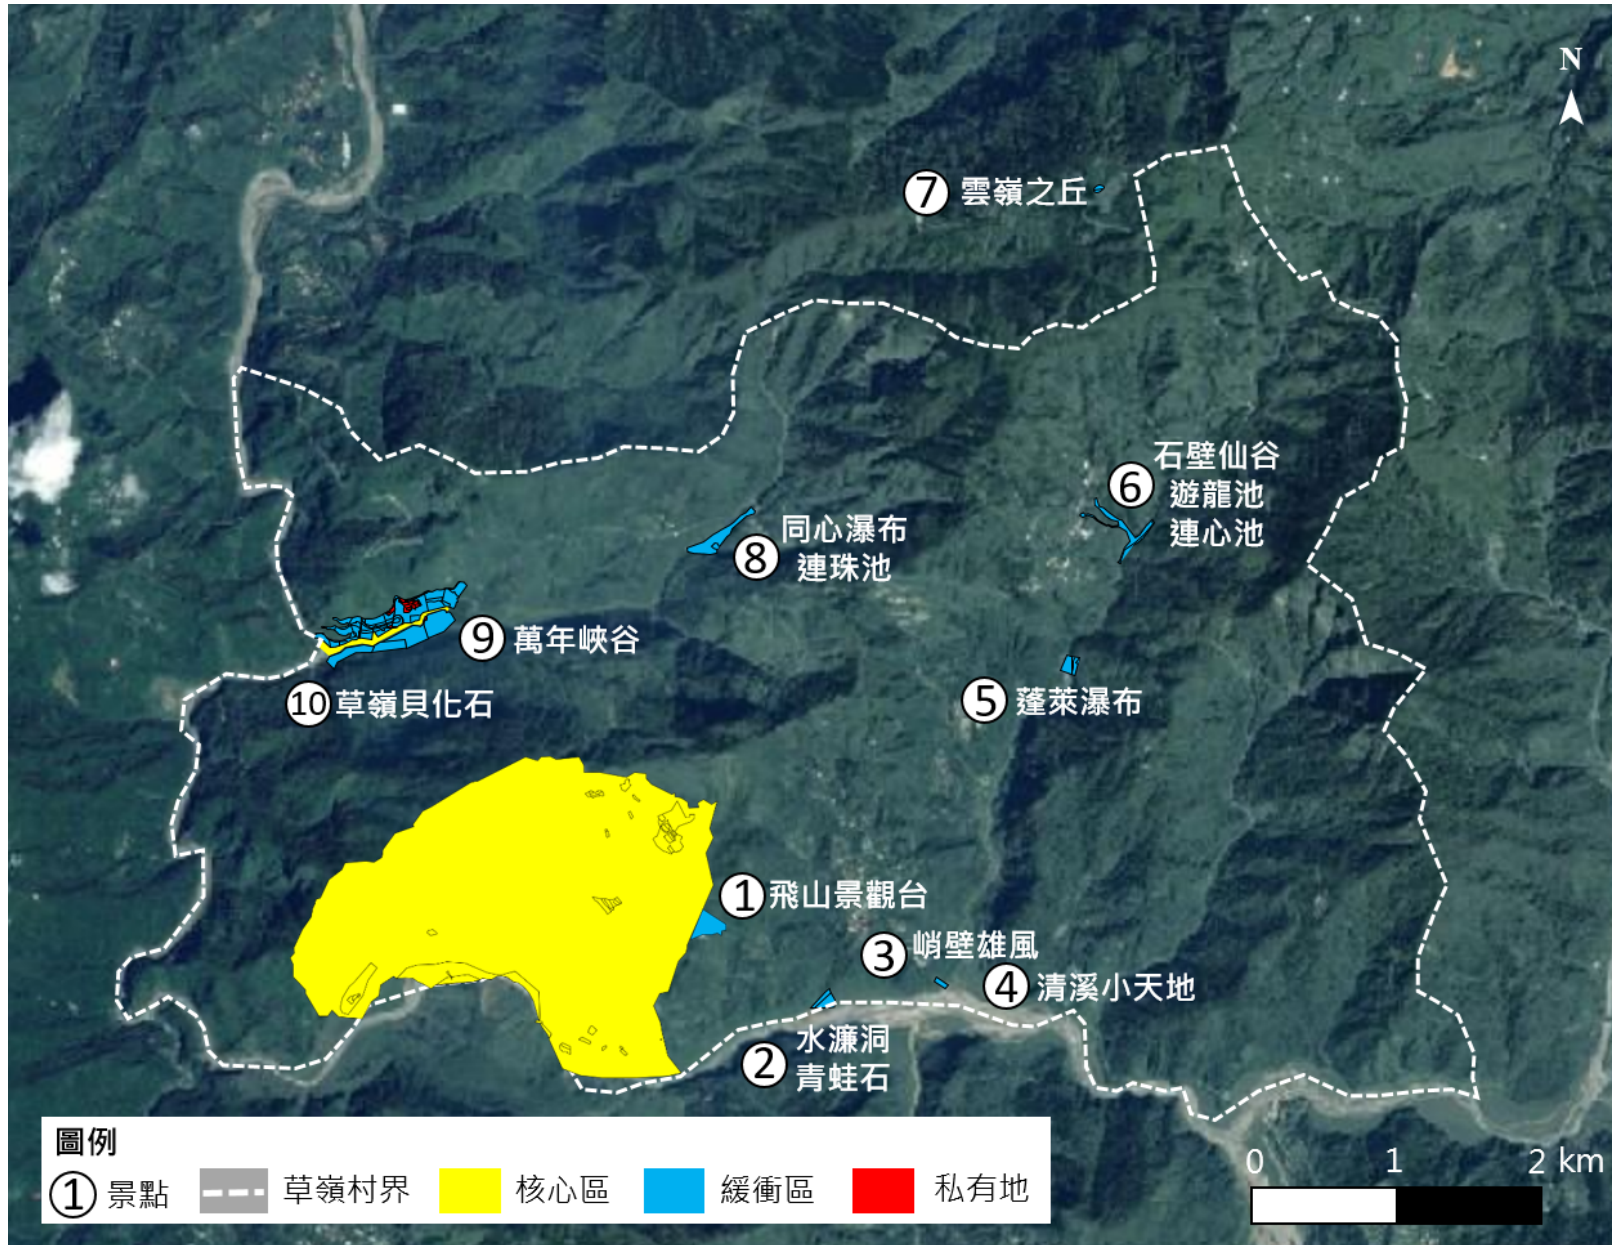 N
⑦ 雲嶺之丘
⑥ 石壁仙谷
遊龍池
連心池
⑧ 同心瀑布
連珠池
⑨ 萬年峽谷
⑩ 草嶺貝化石
⑤ 蓬萊瀑布
① 飛山景觀台
③ 峭壁雄風
④ 清溪小天地
② 水濂洞
青蛙石
圖例
① 景點 草嶺村界 核心區 緩衝區 私有地
0 1 2 km